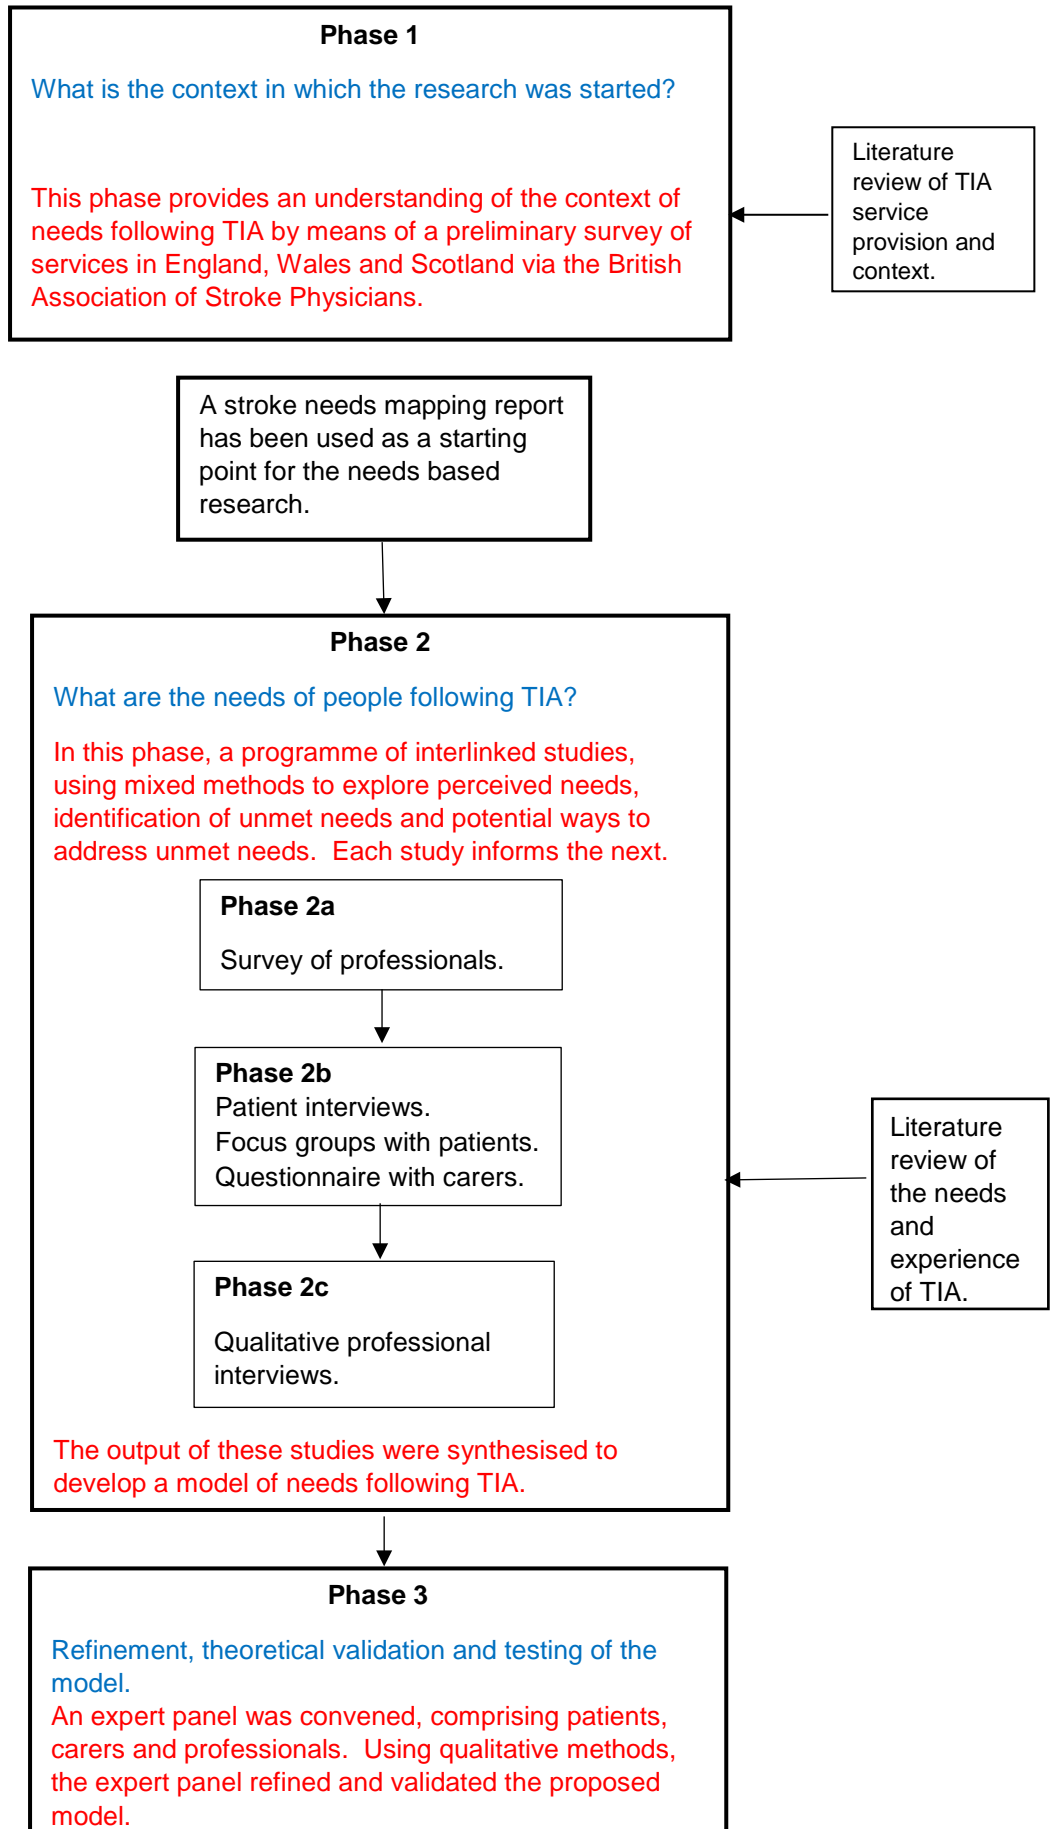 Phase 1
What is the context in which the research was started?
This phase provides an understanding of the context of
needs following TIA by means of a preliminary survey of
services in England, Wales and Scotland via the British
Association of Stroke Physicians.
Literature
review of TIA
service
provision and
context.
A stroke needs mapping report
has been used as a starting
point for the needs based
research.
Phase 2
What are the needs of people following TIA?
In this phase, a programme of interlinked studies,
using mixed methods to explore perceived needs,
identification of unmet needs and potential ways to
address unmet needs.  Each study informs the next.
Phase 2a
Survey of professionals.
Phase 2b
Patient interviews.
Focus groups with patients.
Questionnaire with carers.
Literature
review of
the needs
and
experience
of TIA.
Phase 2c
Qualitative professional
interviews.
The output of these studies were synthesised to
develop a model of needs following TIA.
Phase 3
Refinement, theoretical validation and testing of the
model.
An expert panel was convened, comprising patients,
carers and professionals.  Using qualitative methods,
the expert panel refined and validated the proposed
model.